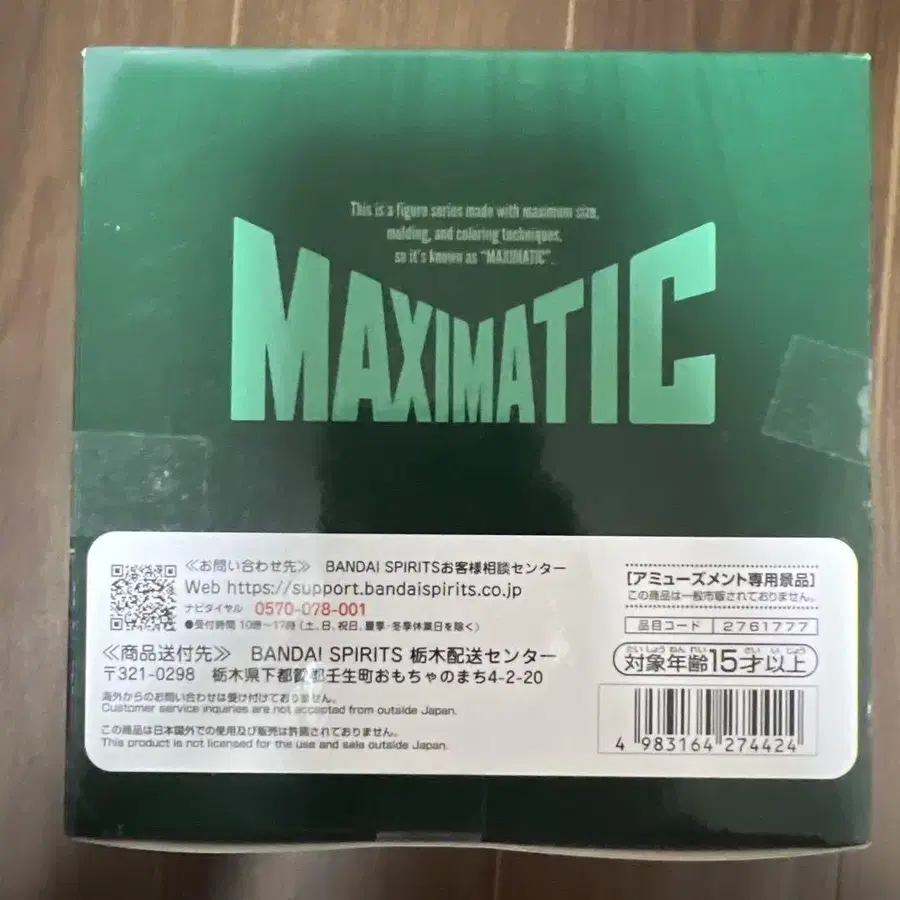 This is a figure series made with maximum size,
molding, and coloring techniques,
so it's known as "MAXIMATIC".
MAXIMATIC
≪お問い合わせ先≫ BANDAI SPIRITSお客様相談センター
Web https://support.bandaispirits.co.jp
ナビダイヤル 0570-078-001
●受付時間 10時~17時(土、日、祝日、夏季・冬季休業日を除く)
≪商品送付先≫ BANDAI SPIRITS 栃木配送センター
〒321-0298 栃木県下都賀郡壬生町おもちゃのまち4-2-20
海外からのお問い合わせは受け付けておりません。
Customer service inquiries are not accepted from outside Japan.
この商品は日本国外での使用及び販売は許諾されておりません。
This product is not licensed for the use and sale outside Japan.
[アミューズメント専用景品]
この商品は一般市販されておりません。
品目コード 2761777
たいしょうねんれい さいいじょう
対象年齢15才以上
4 983164 274424